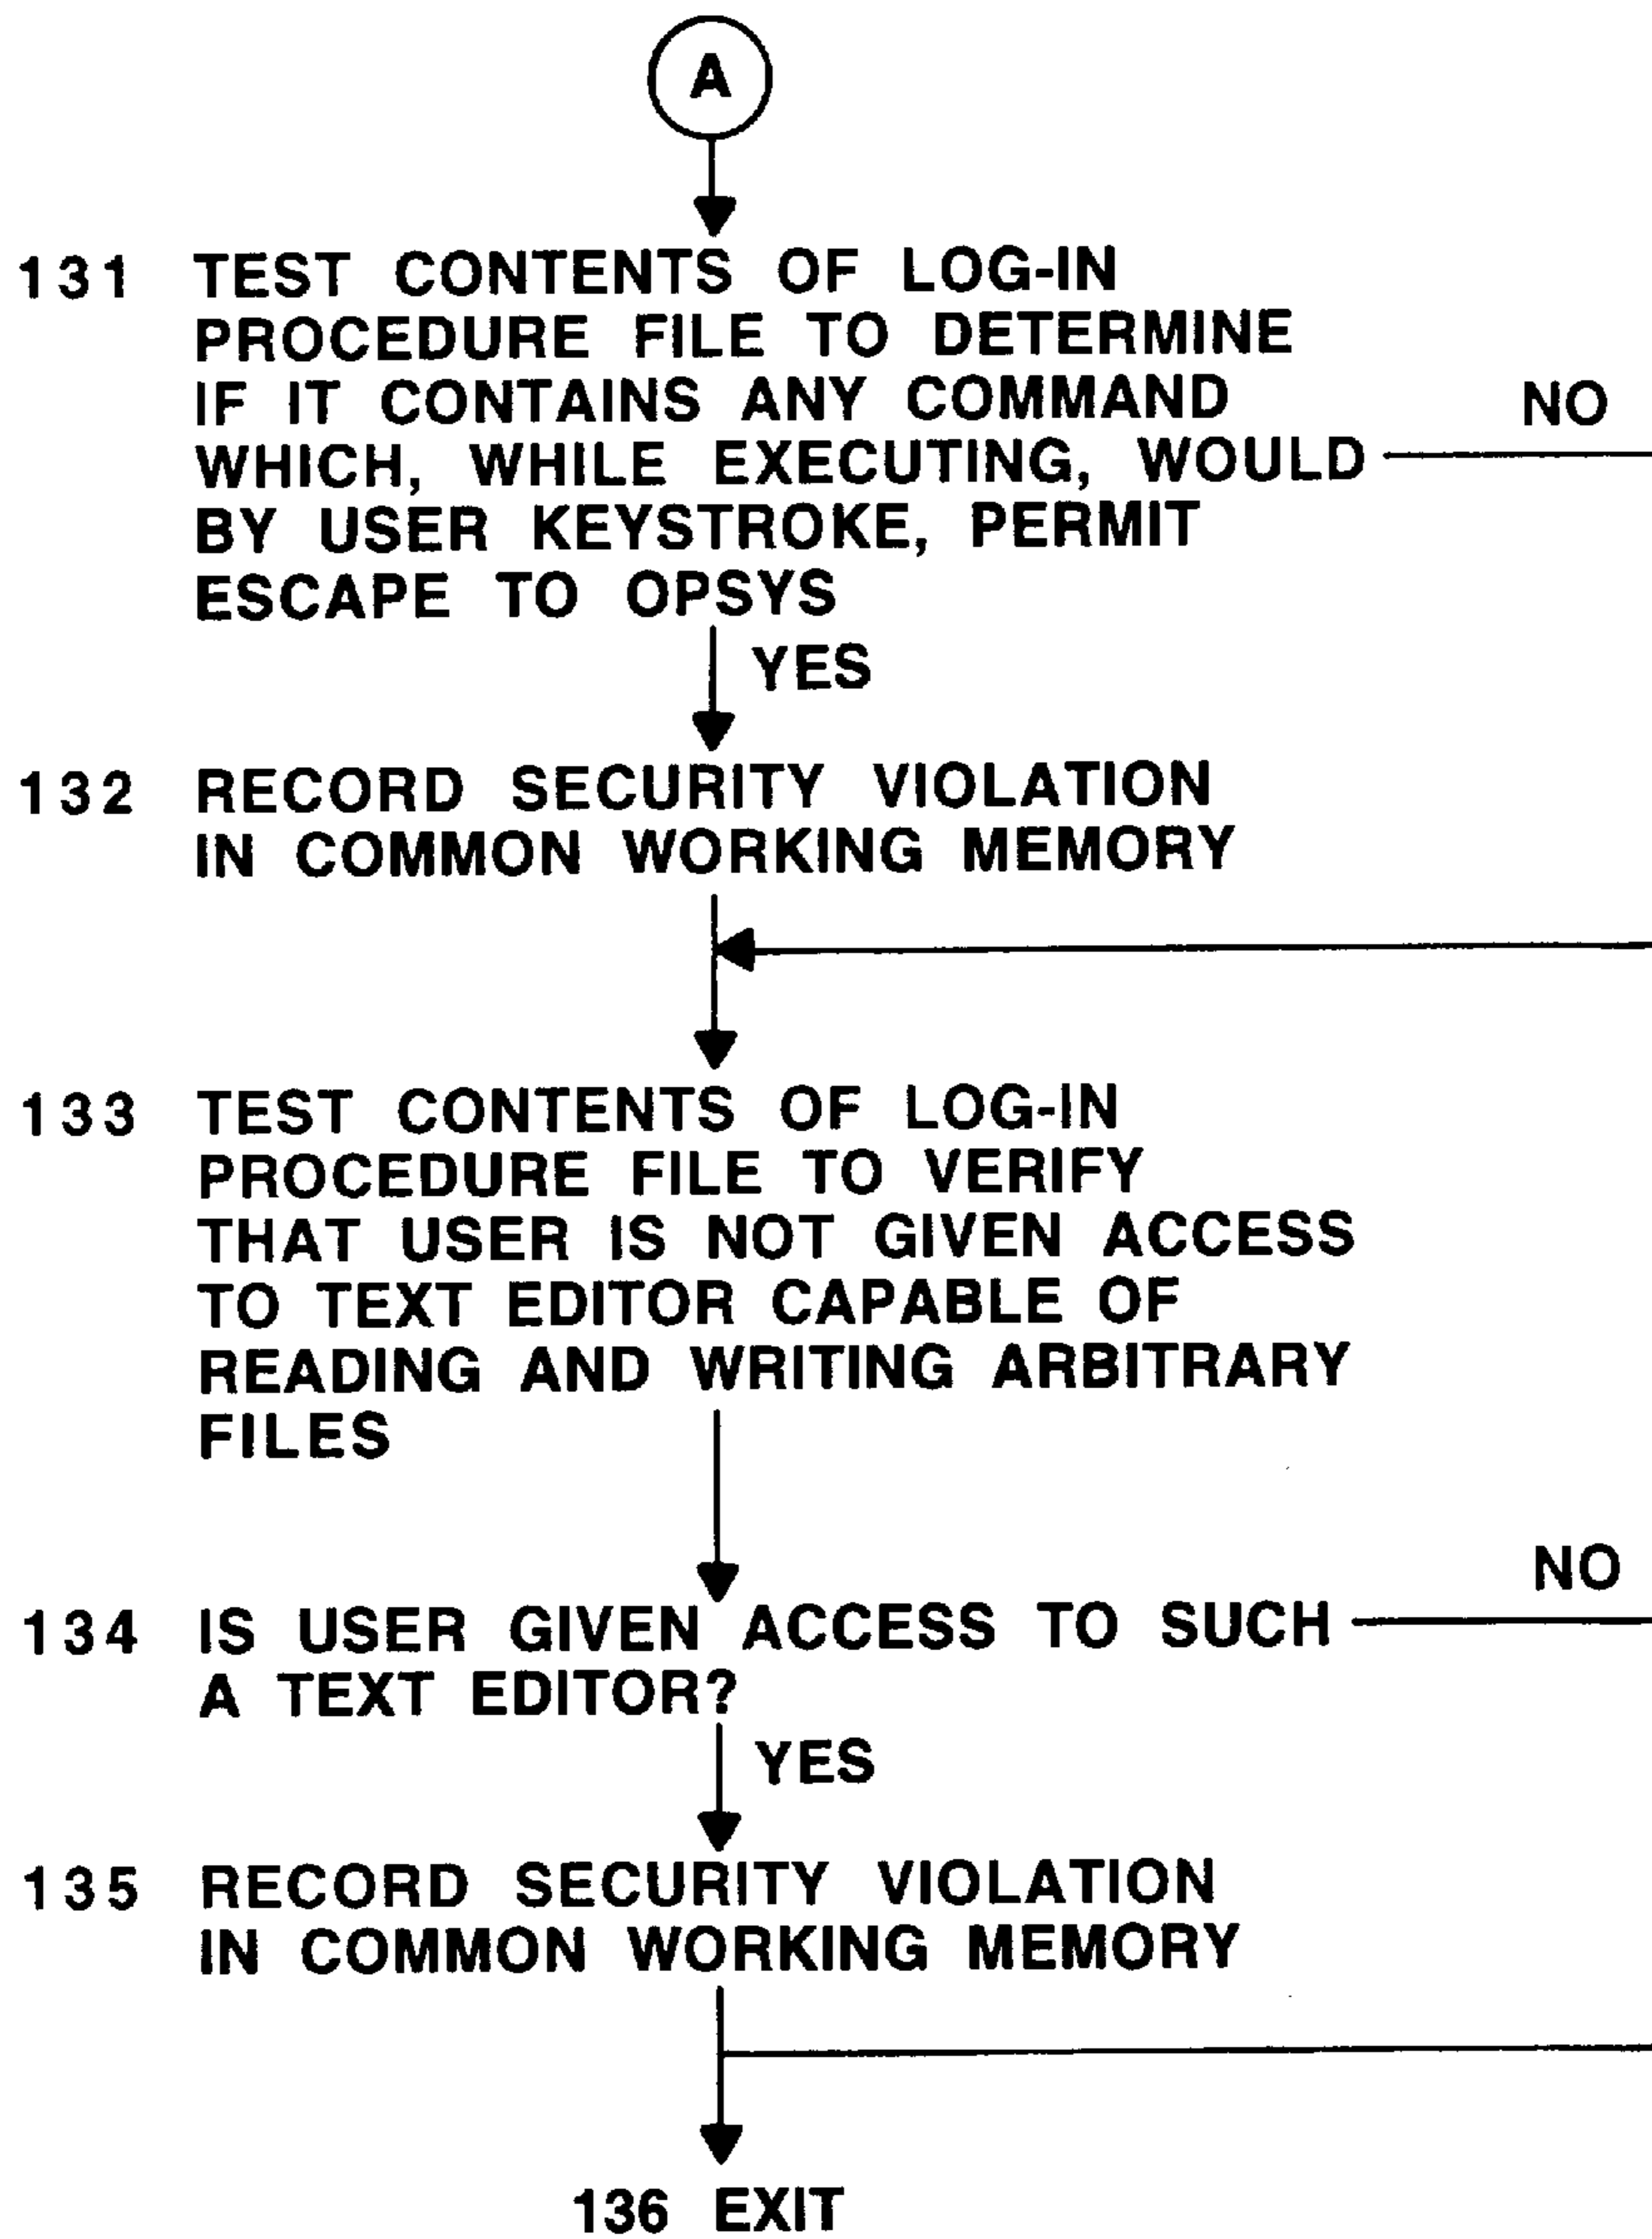 A
131 TEST CONTENTS OF LOG-IN
PROCEDURE FILE TO DETERMINE
IF IT CONTAINS ANY COMMAND
NO
WHICH, WHILE EXECUTING, WOULD
BY USER KEYSTROKE, PERMIT
ESCAPE TO OPSYS
YES
132 RECORD SECURITY VIOLATION
IN COMMON WORKING MEMORY
133 TEST CONTENTS OF LOG-IN
PROCEDURE FILE TO VERIFY
THAT USER IS NOT GIVEN ACCESS
TO TEXT EDITOR CAPABLE OF
READING AND WRITING ARBITRARY
FILES
NO
134 IS USER GIVEN ACCESS TO SUCH
A TEXT EDITOR?
YES
135 RECORD SECURITY VIOLATION
IN COMMON WORKING MEMORY
136 EXIT